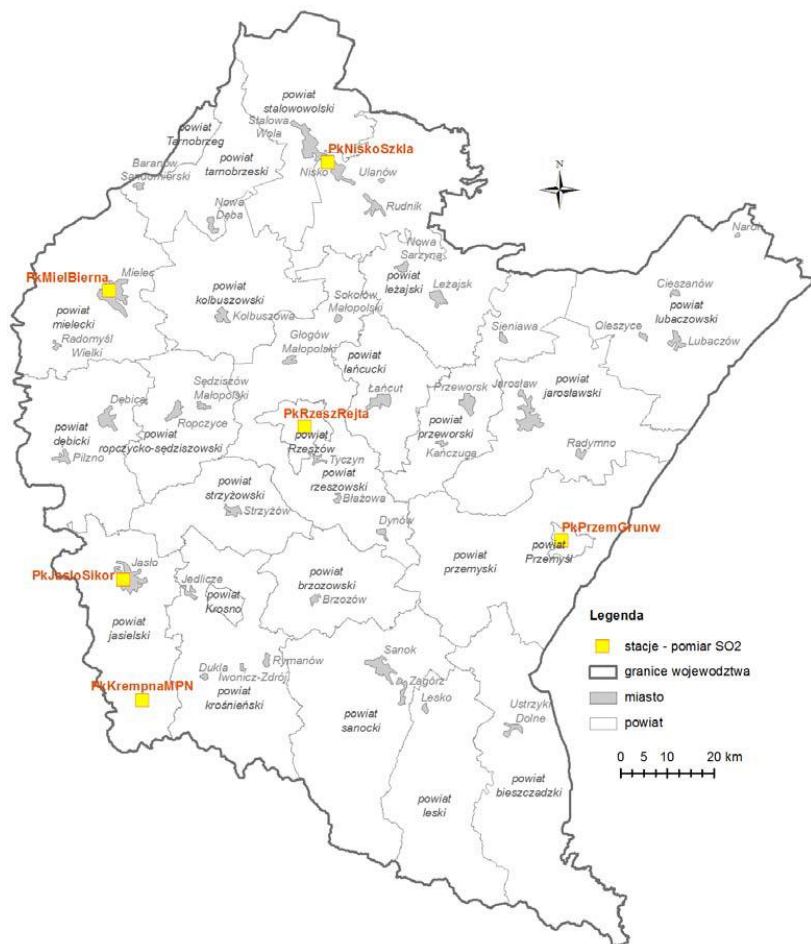 powiat
stalowowolski
Stalowa
Wola
PkNiskoSzkla
powiat
Tarnobrzeg
powiat
tarnobrzeski
Baranów
Sandomierski
Nisko
Ulanów
Rudnik
Nowa
Dęba
N
Narol
PkMielBierna
Mielec
powiat
mielecki
Radomyśl
Wielki
powiat
kolbuszowski
Kolbuszowa
Sokołów
Małopolski
Nowa
Sarzyna
powiat
leżajski
Leżajsk
Cieszanów
powiat
lubaczowski
Oleszyce
Lubaczów
Sieniawa
Głogów
Małopolski
powiat
łańcucki
Łańcut
Sędziszów
Małopolski
Dębica
Ropczyce
powiat
dębicki
powiat
ropczycko-sędziszowski
Pilzno
PkRzeszRejta
powiat
Rzeszów
Tyczyn
powiat
rzeszowski
Błażowa
Przeworsk
powiat
przeworski
Kańczuga
Jarosław
powiat
jarosławski
Radymno
powiat
strzyżowski
Strzyżów
Dynów
PkPrzemGrunw
powiat
Przemyśl
powiat
przemyski
Jasło
PkJasloSikor
powiat
jasielski
Jedlicze
powiat
Krosno
powiat
brzozowski
Brzozów
PkKrempnaMPN
Dukla
Iwonicz-Zdrój
Rymanów
powiat
krośnieński
Sanok
Zagórz
Lesko
powiat
sanocki
powiat
leski
Ustrzyki
Dolne
powiat
bieszczadzki
Legenda
stacje - pomiar SO2
granice wojewodztwa
miasto
powiat
0 5 10 20 km